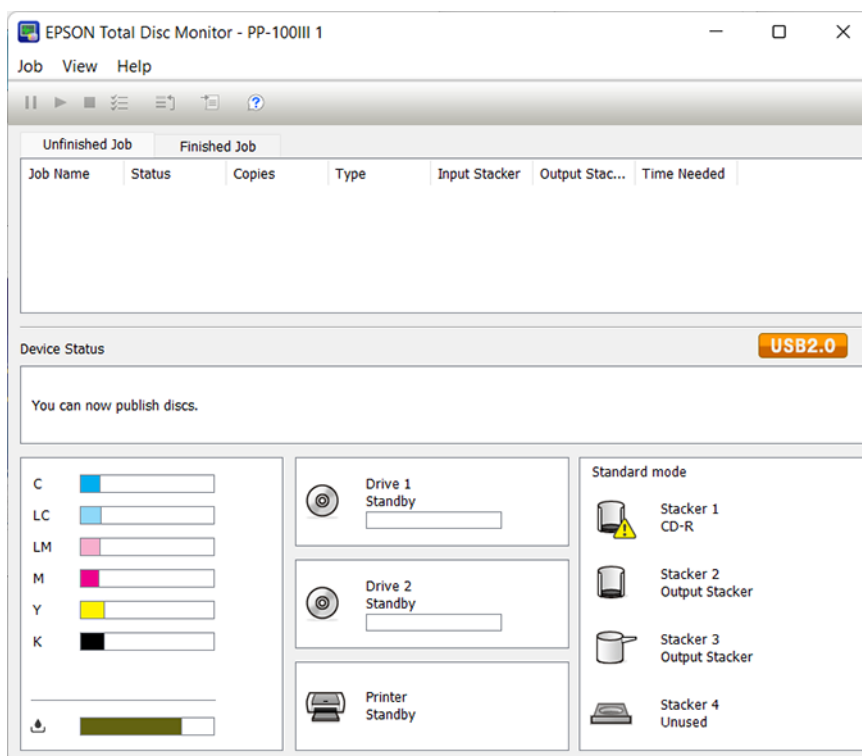 EPSON Total Disc Monitor - PP-100III 1
Job View Help
Unfinished Job Finished Job
Job Name Status Copies Type Input Stacker Output Stac... Time Needed
Device Status
USB2.0
You can now publish discs.
C
LC
LM
M
Y
K
Drive 1
Standby
Drive 2
Standby
Printer
Standby
Standard mode
Stacker 1
CD-R
Stacker 2
Output Stacker
Stacker 3
Output Stacker
Stacker 4
Unused